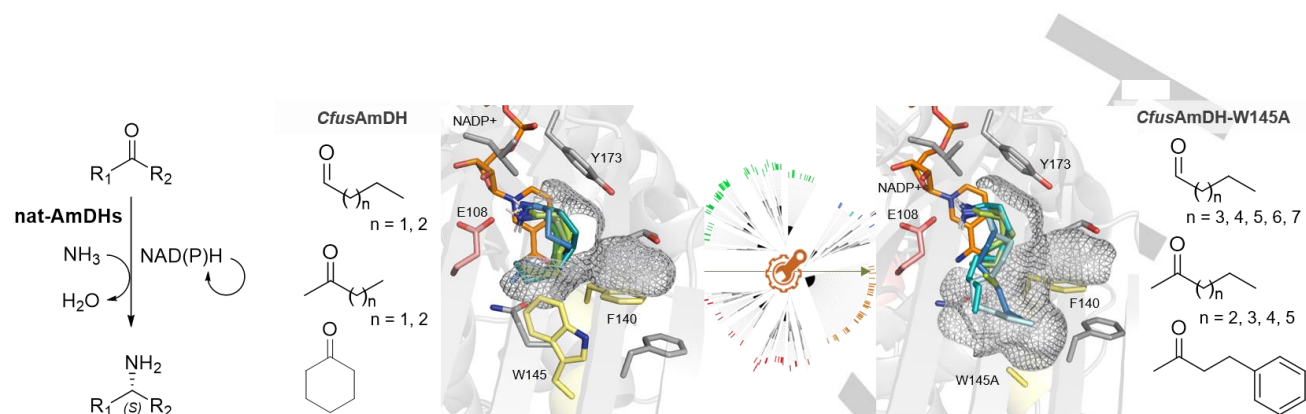 O
R1 R2
nat-AmDHs
NH3 NAD(P)H
H2O
NH2
R1 (S) R2
CfusAmDH
O
n
n = 1, 2
O
n
n = 1, 2
O
NADP+
Y173
E108
F140
W145
CfusAmDH-W145A
NADP+
Y173
E108
F140
W145A
O
n
n = 3, 4, 5, 6, 7
O
n
n = 2, 3, 4, 5
O